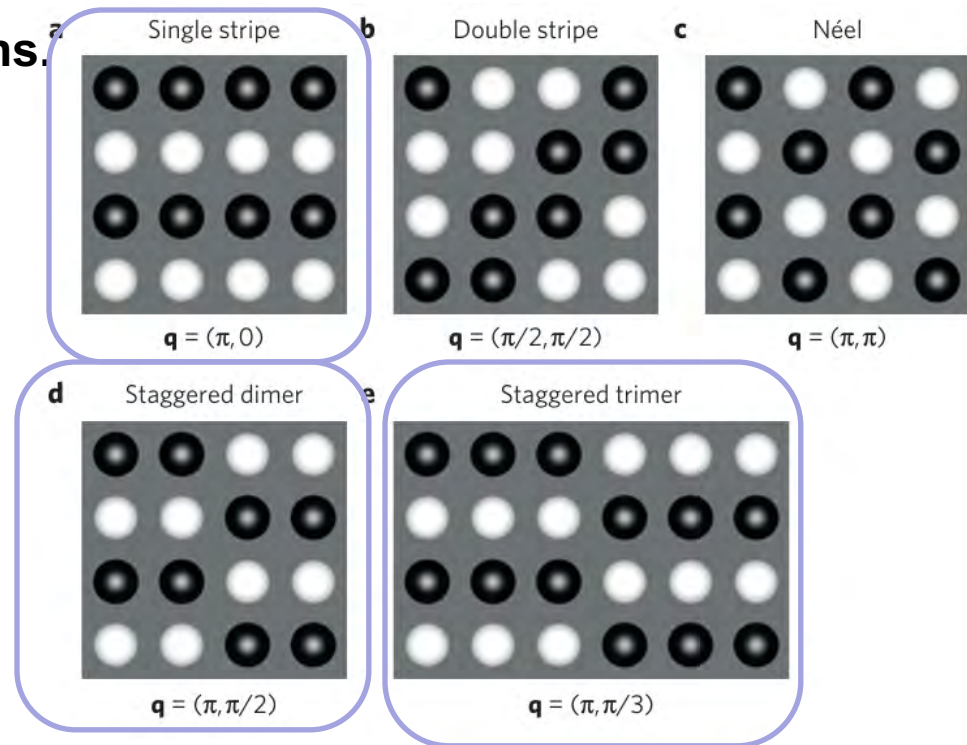 ns.
a Single stripe b Double stripe c Néel
q = (π, 0) q = (π/2, π/2) q = (π, π)
d Staggered dimer e Staggered trimer
q = (π, π/2) q = (π, π/3)